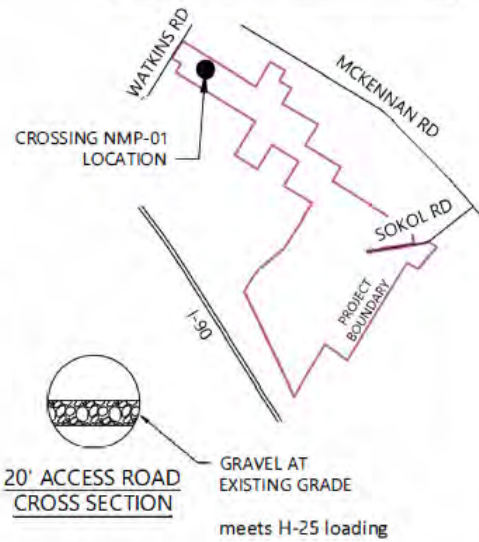 WATKINS RD
MCKENNAN RD
CROSSING NMP-01
LOCATION
SOKOL RD
PROJECT
BOUNDARY
I-90
20' ACCESS ROAD
CROSS SECTION
GRAVEL AT
EXISTING GRADE
meets H-25 loading